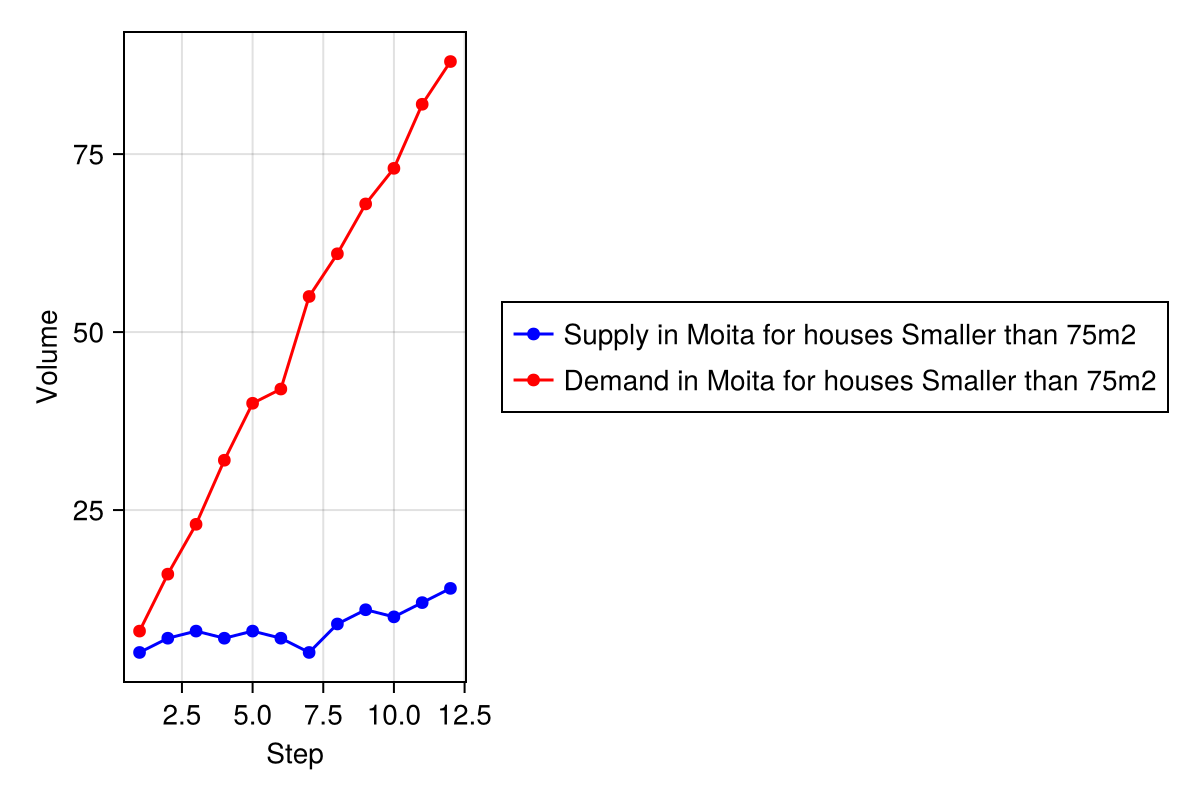 Volume
75
50
25
2.5 5.0 7.5 10.0 12.5
Step
Supply in Moita for houses Smaller than 75m2
Demand in Moita for houses Smaller than 75m2